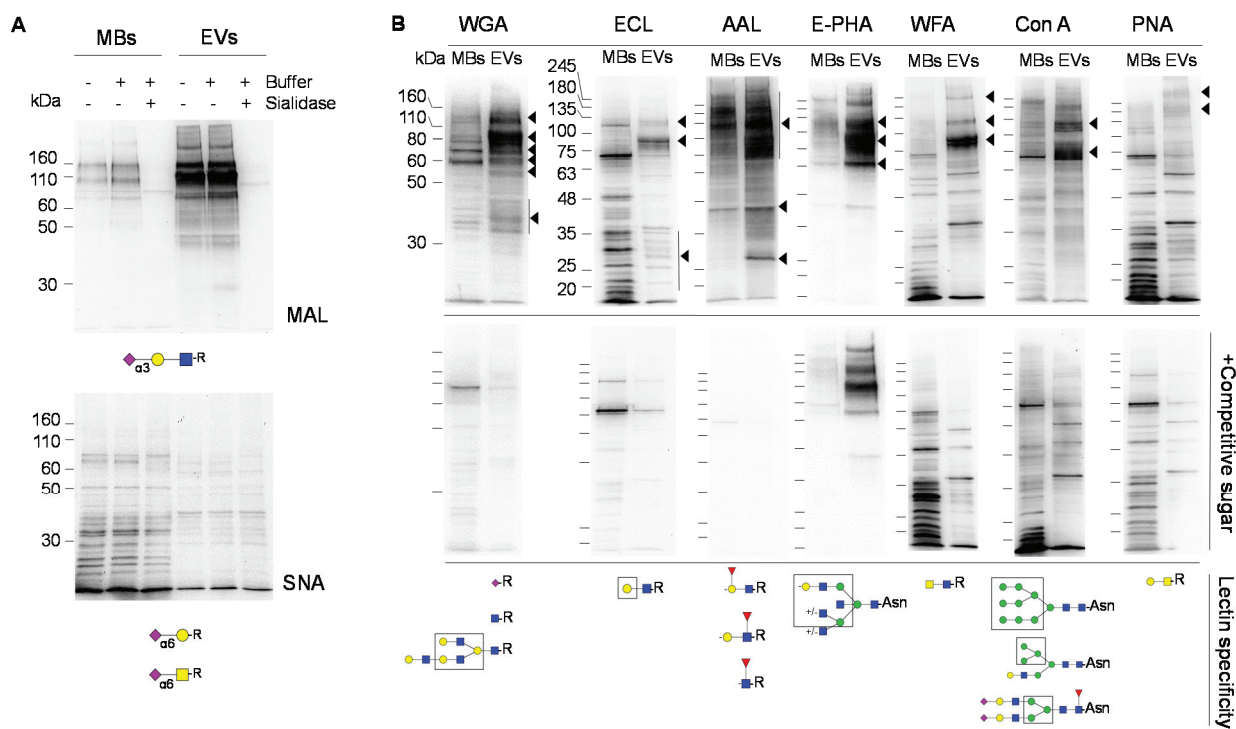 A
MBs EVs
- + + - + + Buffer
+ + Sialidase
kDa
160
110
60
50
30
MAL
α3 -R
160
110
60
50
30
SNA
α6 -R
α6 -R
B
WGA ECL AAL E-PHA WFA Con A PNA
kDa MBs EVs MBs EVs MBs EVs MBs EVs MBs EVs MBs EVs MBs EVs
160
110
80
60
50
30
245
180
135
100
75
63
48
35
25
20
+Competitive sugar
Lectin specificity
-R
-R
-R
-R
-R
-R
-R
+/-
+/-
-Asn
-R
-Asn
-Asn
-Asn
-R